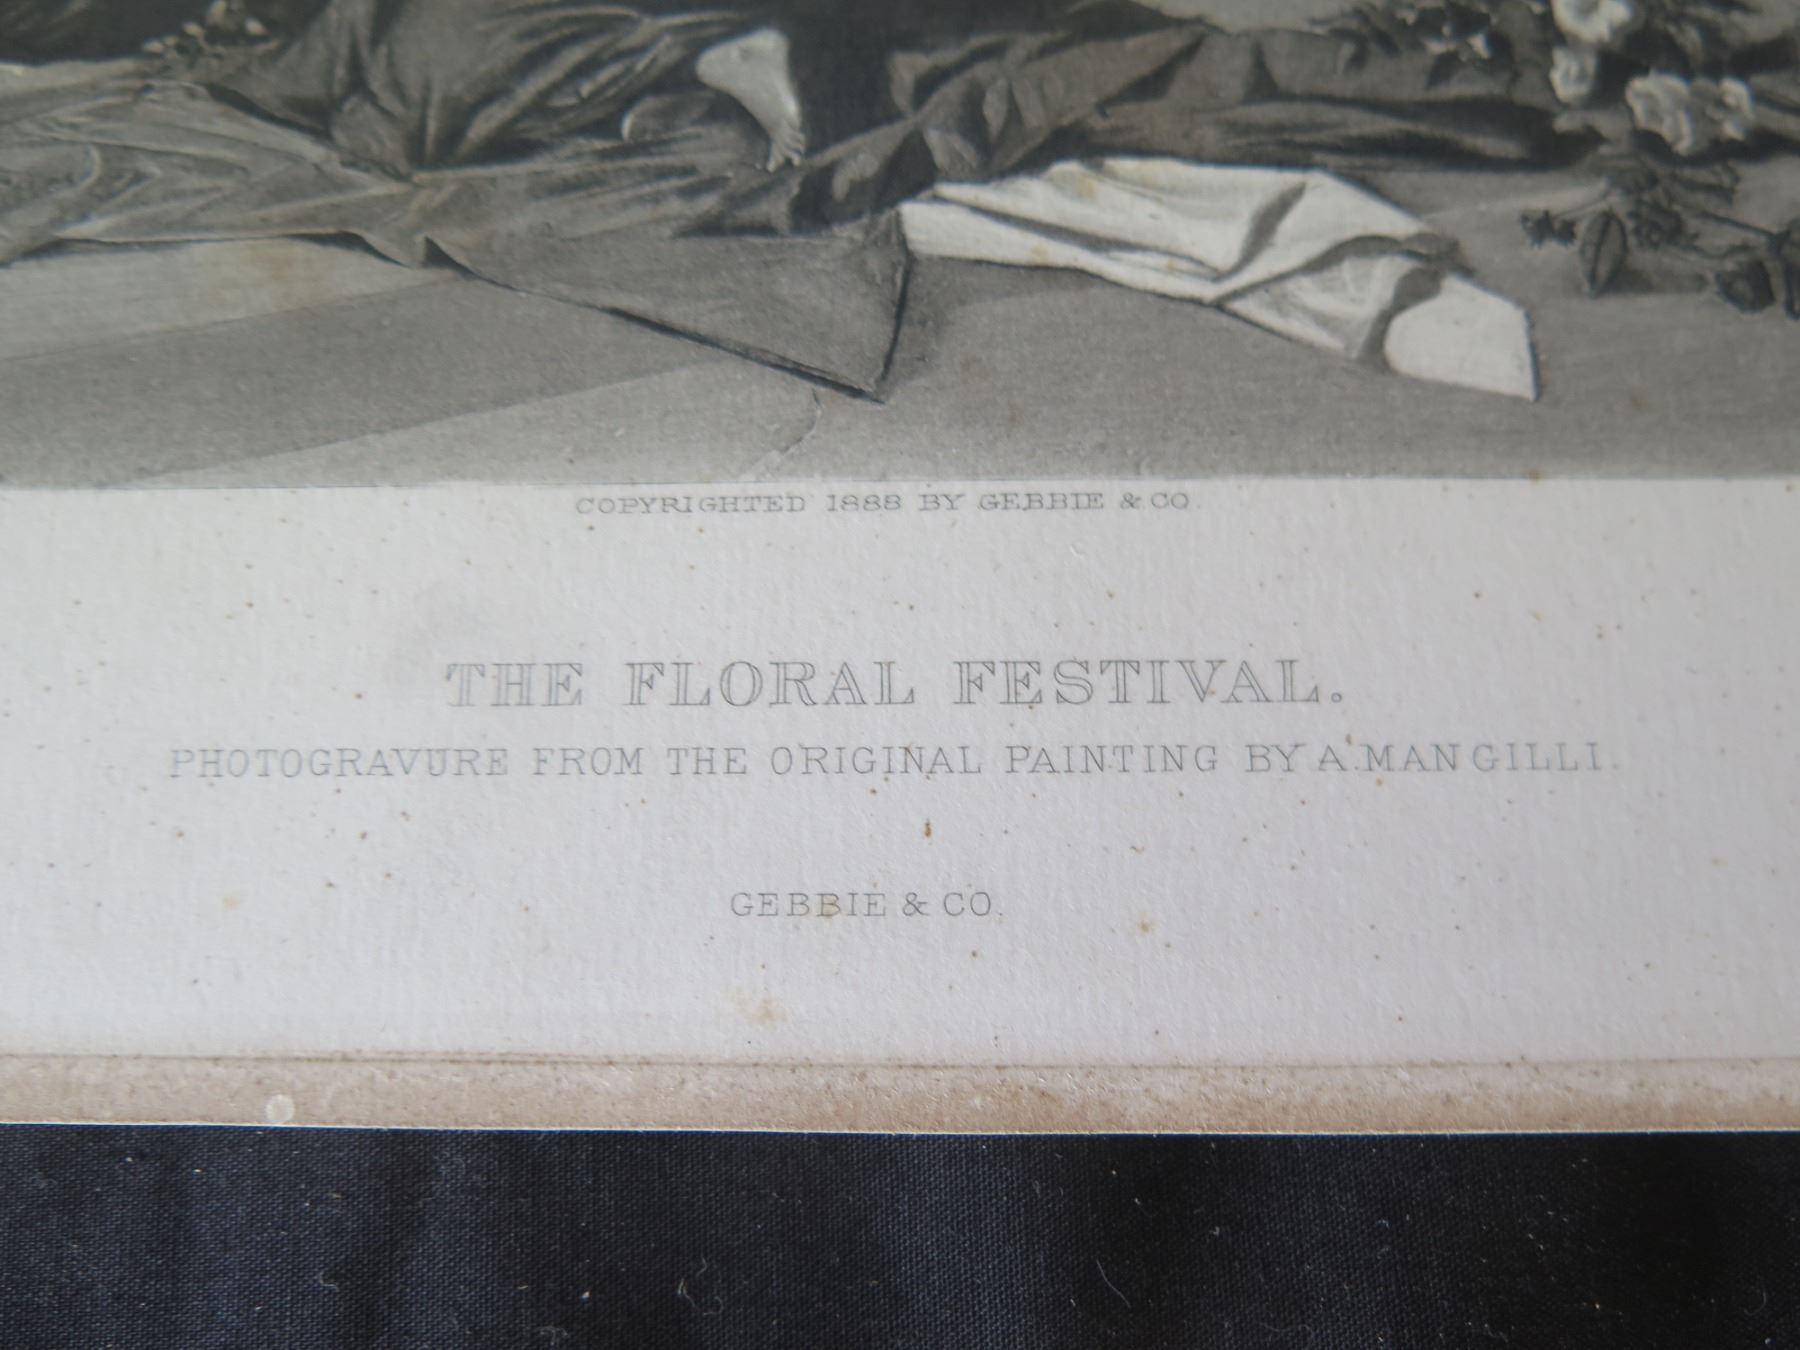 COPYRIGHTED 1888 BY GEBBIE & CO.
THE FLORAL FESTIVAL.
PHOTOGRAVURE FROM THE ORIGINAL PAINTING BY A. MANGILLI.
GEBBIE & CO.